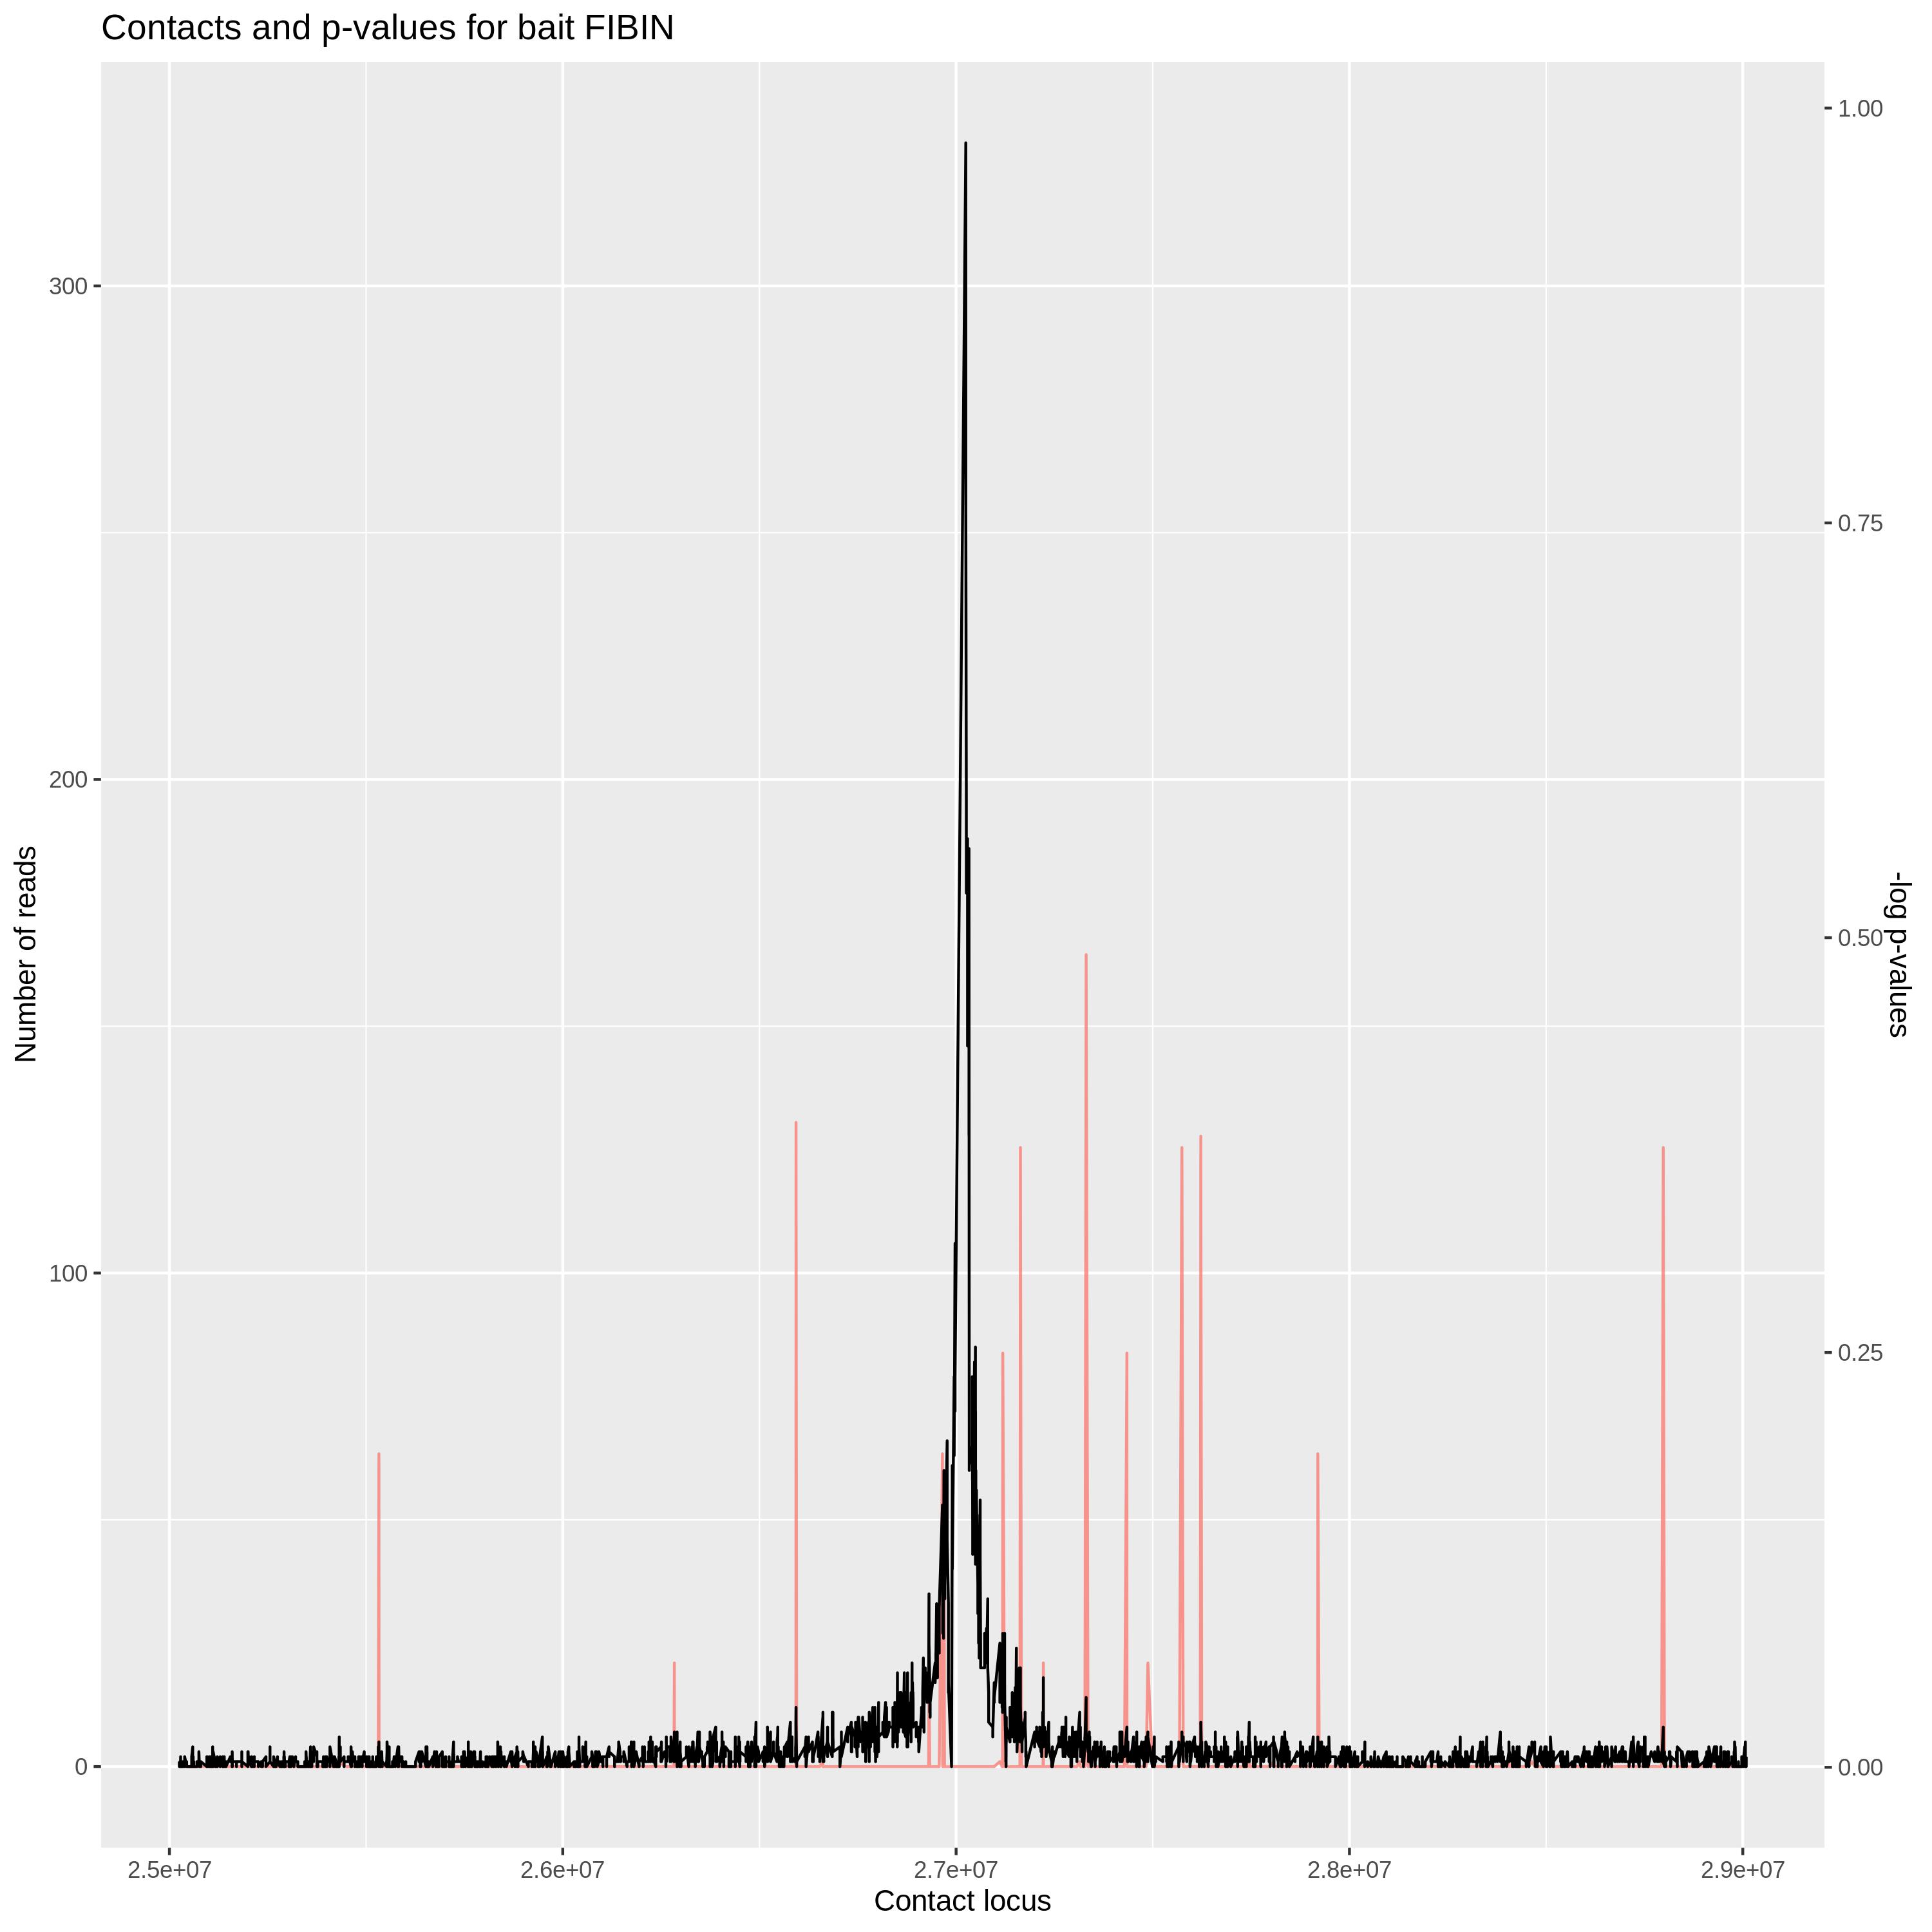 Contacts and p-values for bait FIBIN
Number of reads
300
200
100
0
1.00
0.75
0.50
0.25
0.00
-log p-values
2.5e+07
2.6e+07
2.7e+07
2.8e+07
2.9e+07
Contact locus